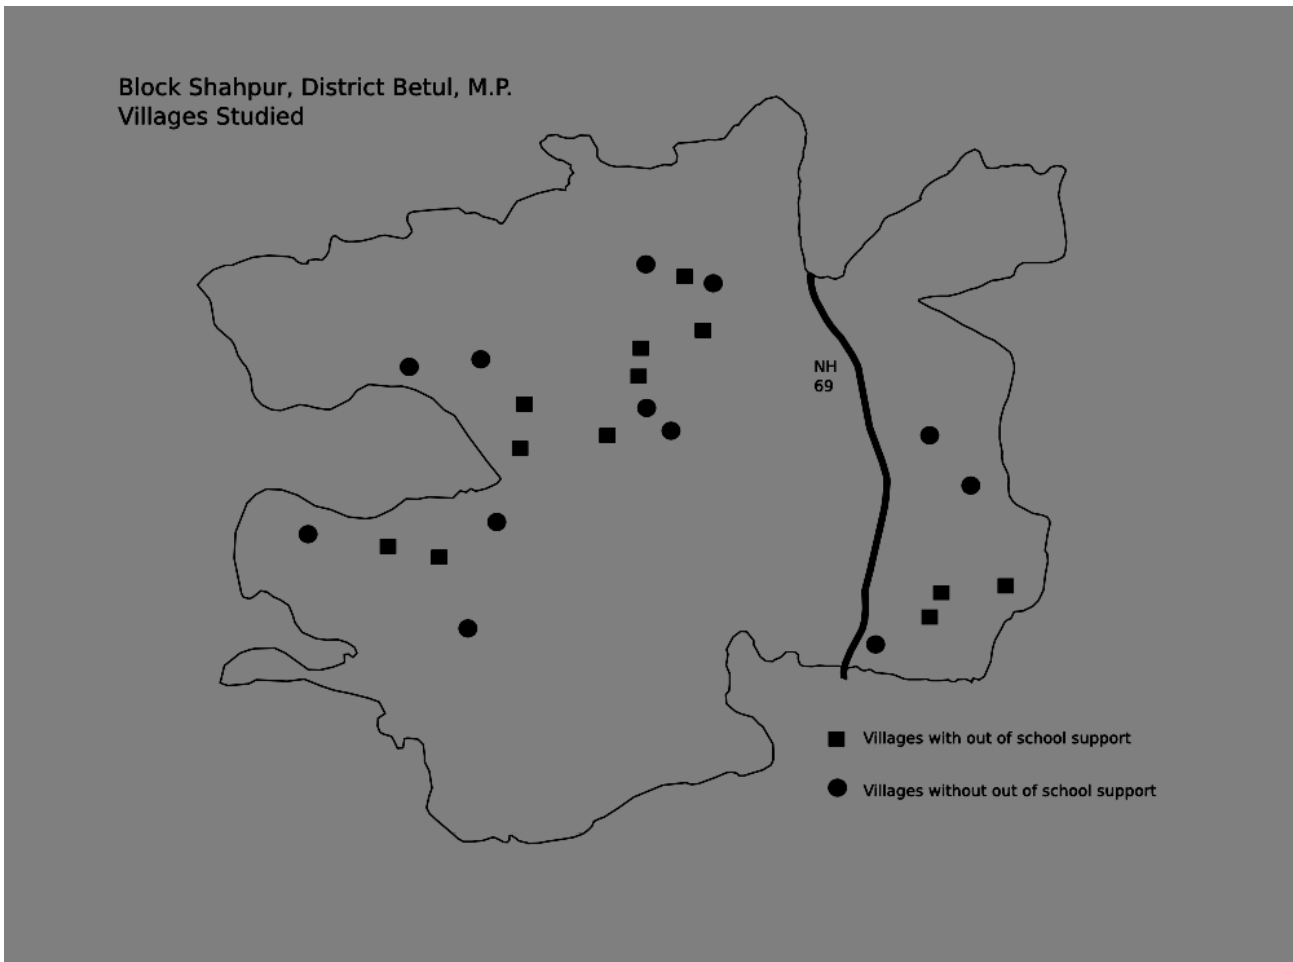 Block Shahpur, District Betul, M.P.
Villages Studied
NH
69
Villages with out of school support
Villages without out of school support